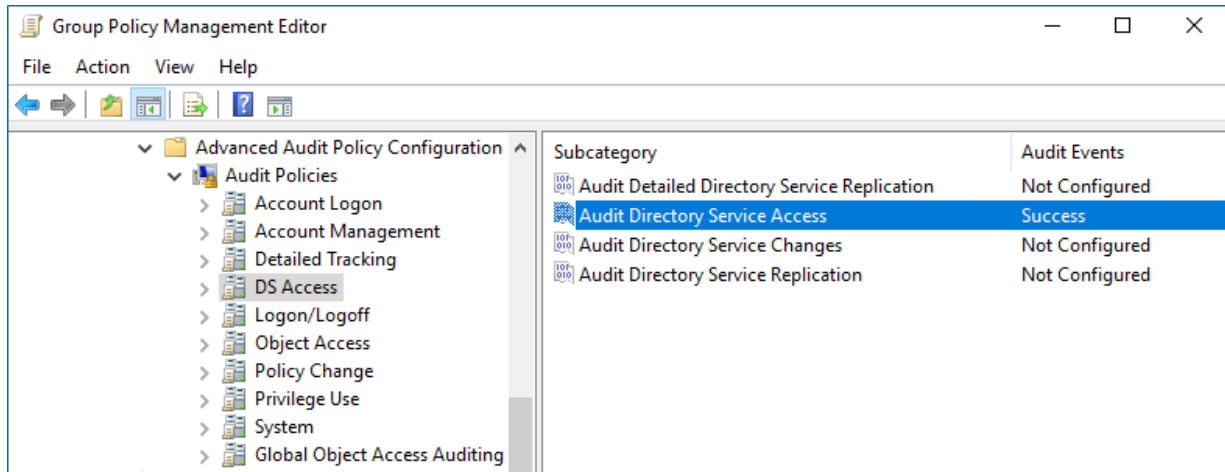 Group Policy Management Editor
File Action View Help
Advanced Audit Policy Configuration
Audit Policies
Account Logon
Account Management
Detailed Tracking
DS Access
Logon/Logoff
Object Access
Policy Change
Privilege Use
System
Global Object Access Auditing
Subcategory Audit Events
Audit Detailed Directory Service Replication Not Configured
Audit Directory Service Access Success
Audit Directory Service Changes Not Configured
Audit Directory Service Replication Not Configured